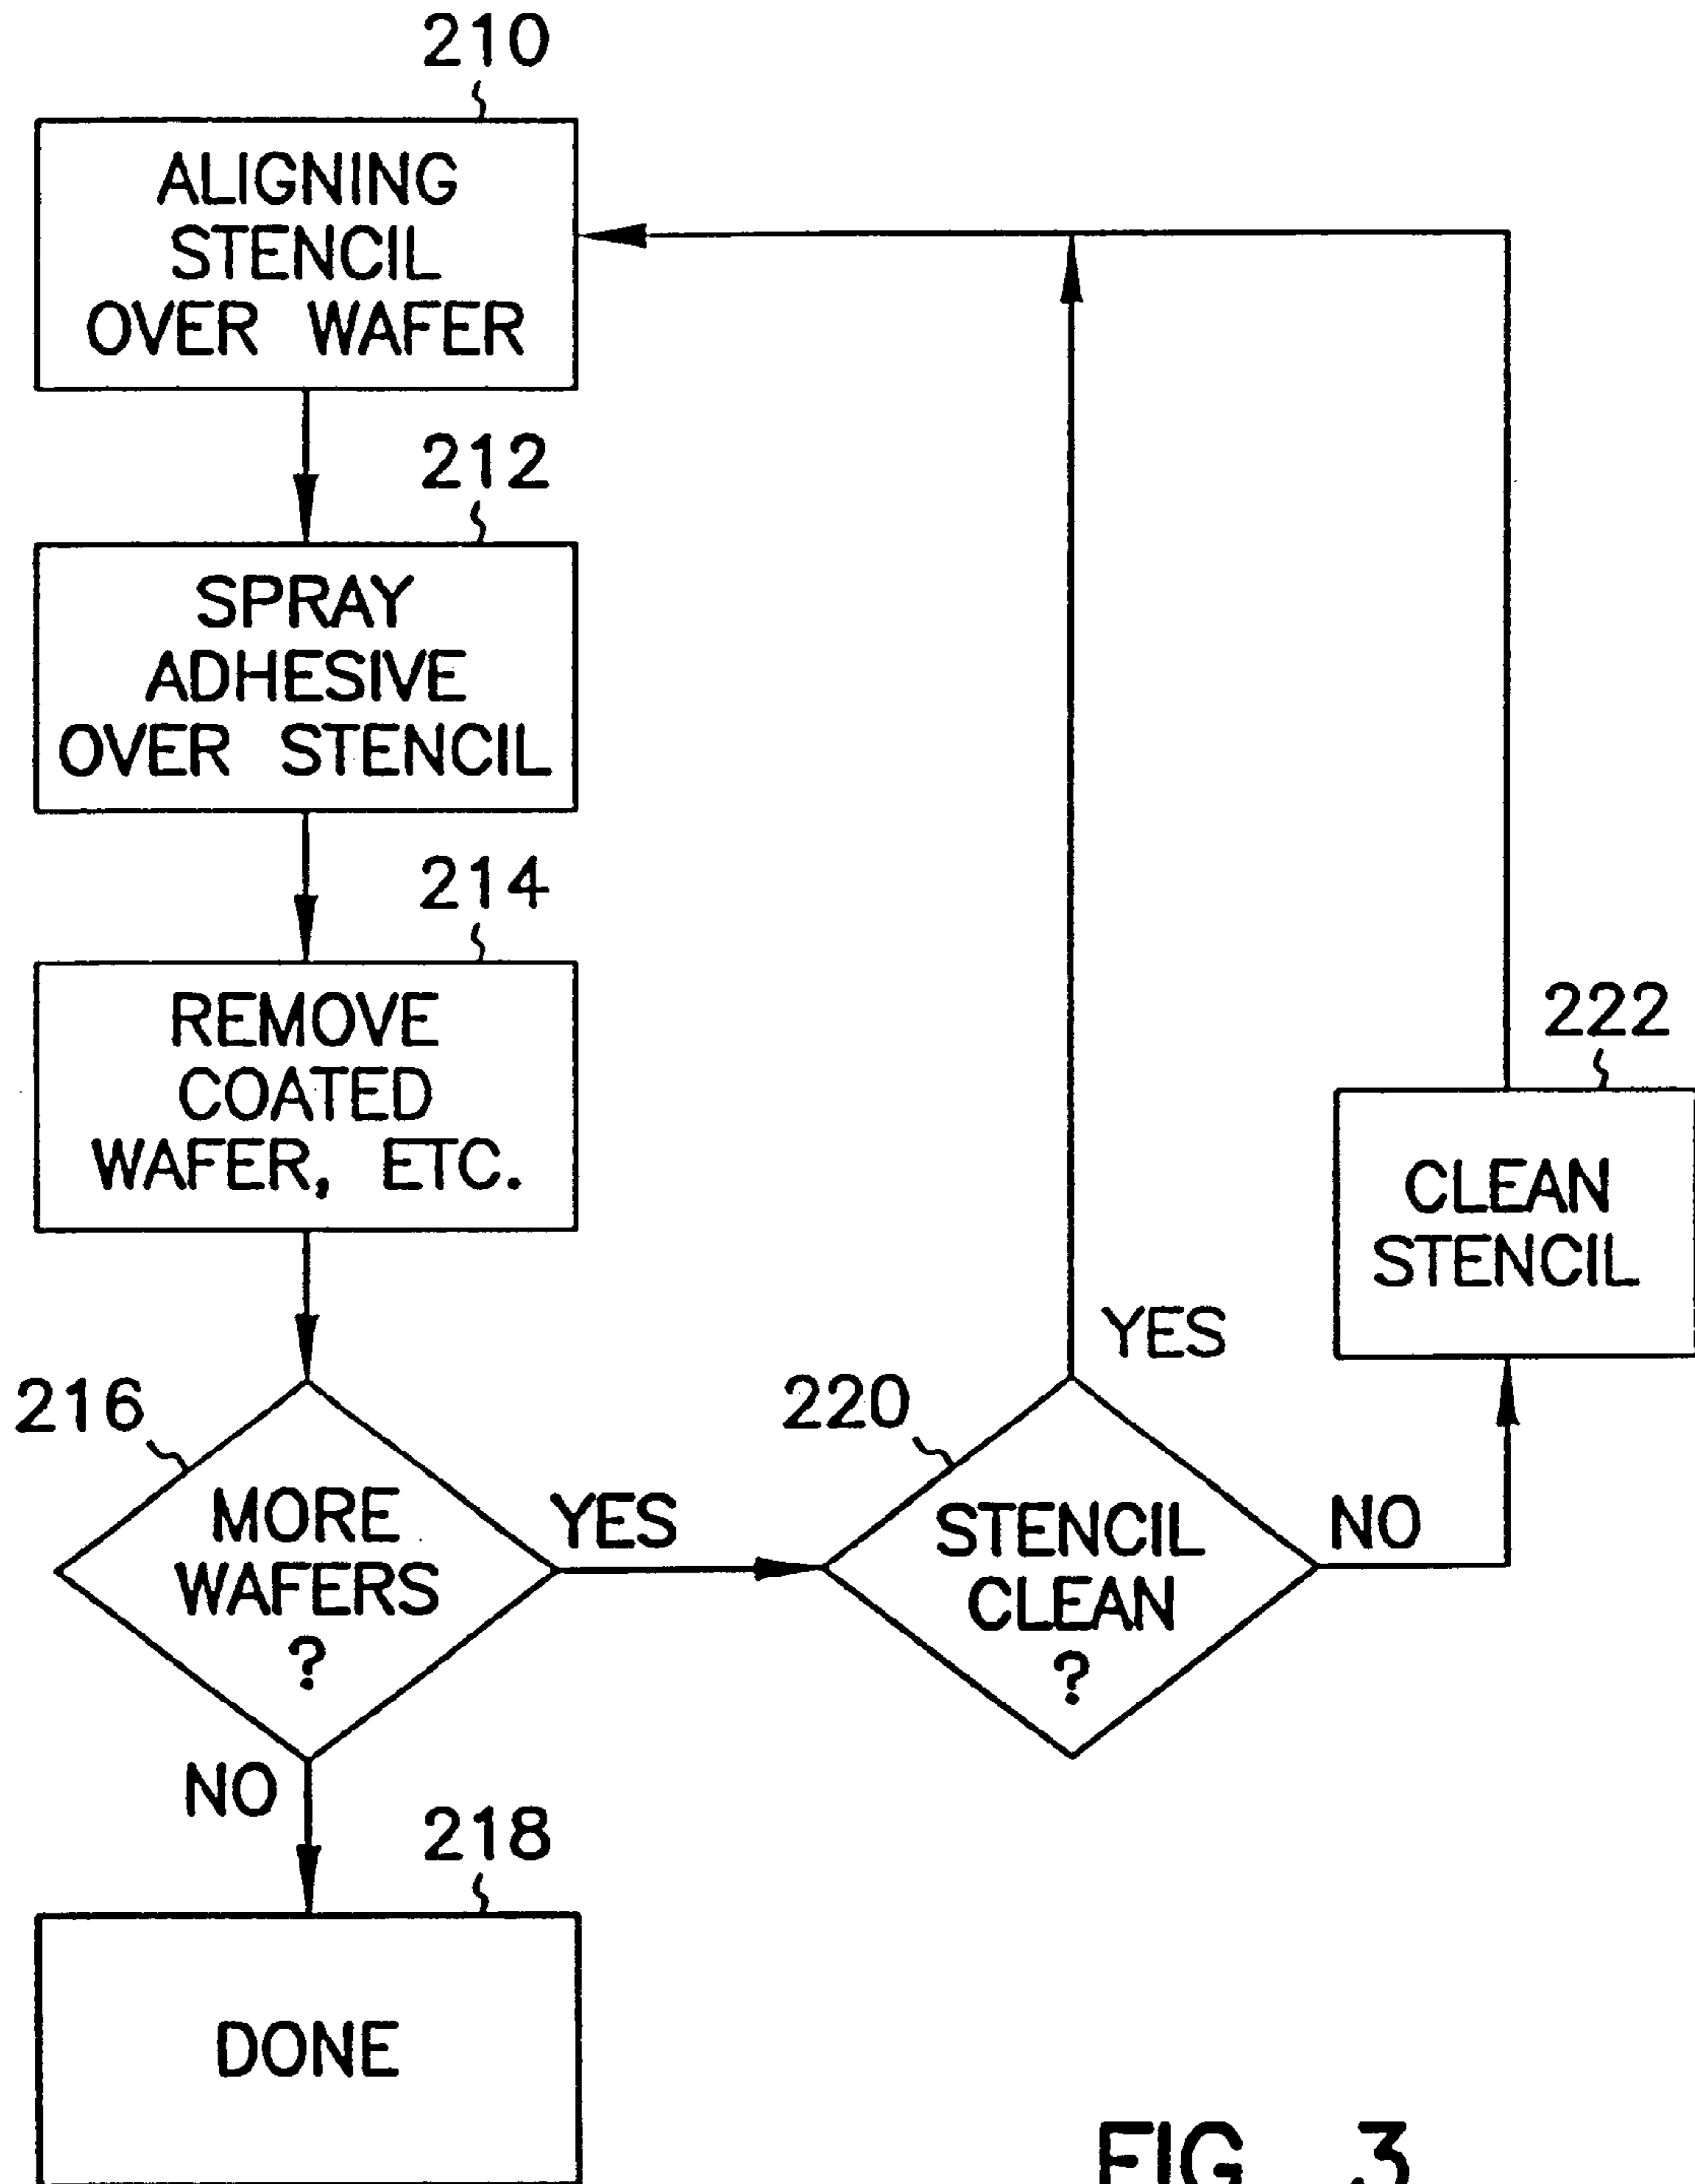 210
ALIGNING
STENCIL
OVER WAFER
212
SPRAY
ADHESIVE
OVER STENCIL
214
REMOVE
COATED
WAFER, ETC.
222
CLEAN
STENCIL
216
MORE
WAFERS
?
YES
NO
220
STENCIL
CLEAN
?
YES
NO
218
DONE
FIG. 3